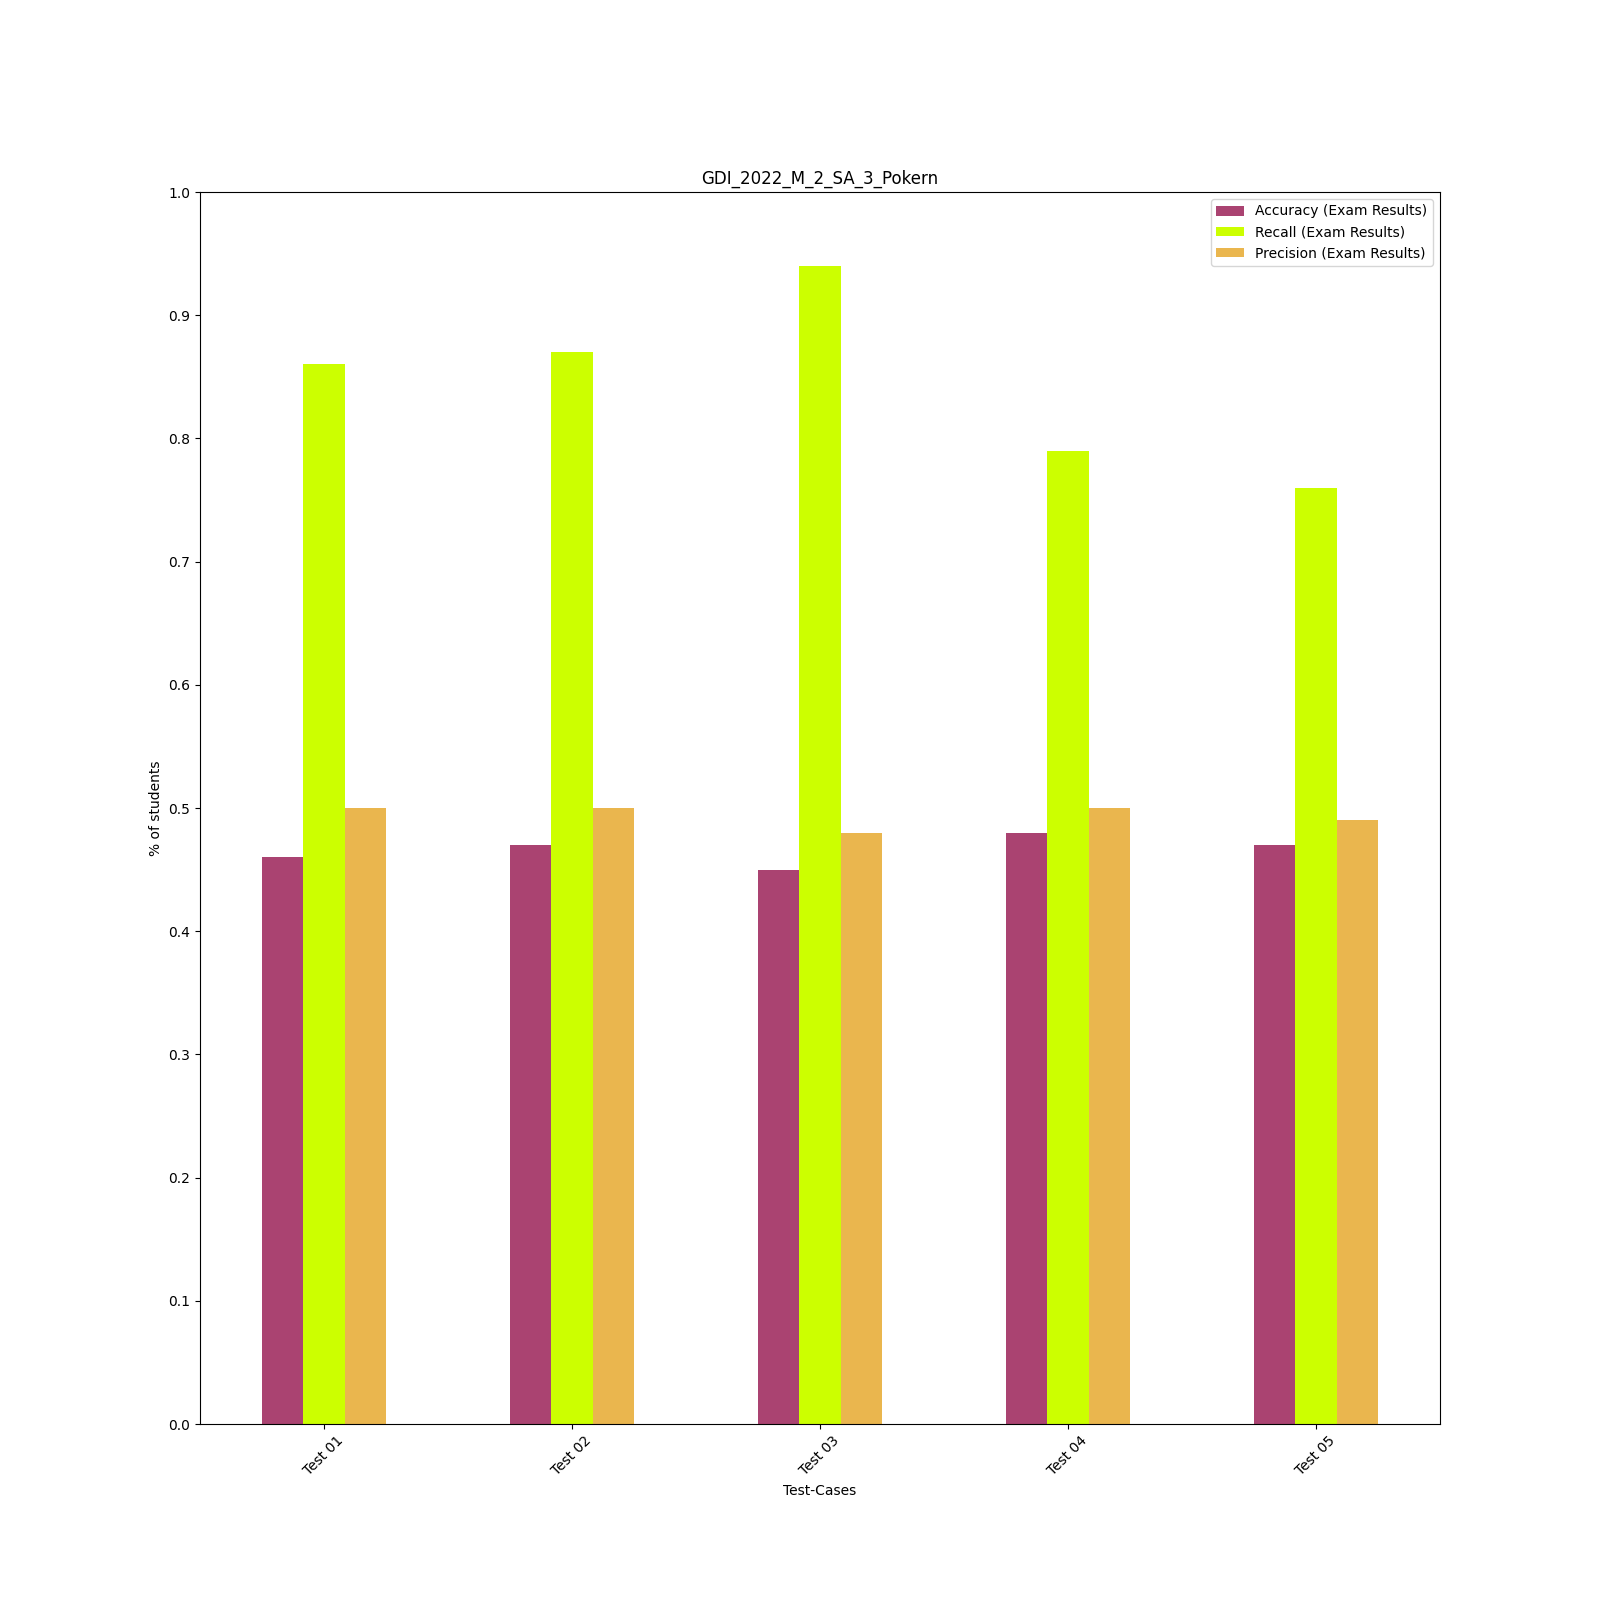 GDI_2022_M_2_SA_3_Pokern
Accuracy (Exam Results)
Recall (Exam Results)
Precision (Exam Results)
% of students
1.0
0.9
0.8
0.7
0.6
0.5
0.4
0.3
0.2
0.1
0.0
Test 01
Test 02
Test 03
Test 04
Test 05
Test-Cases